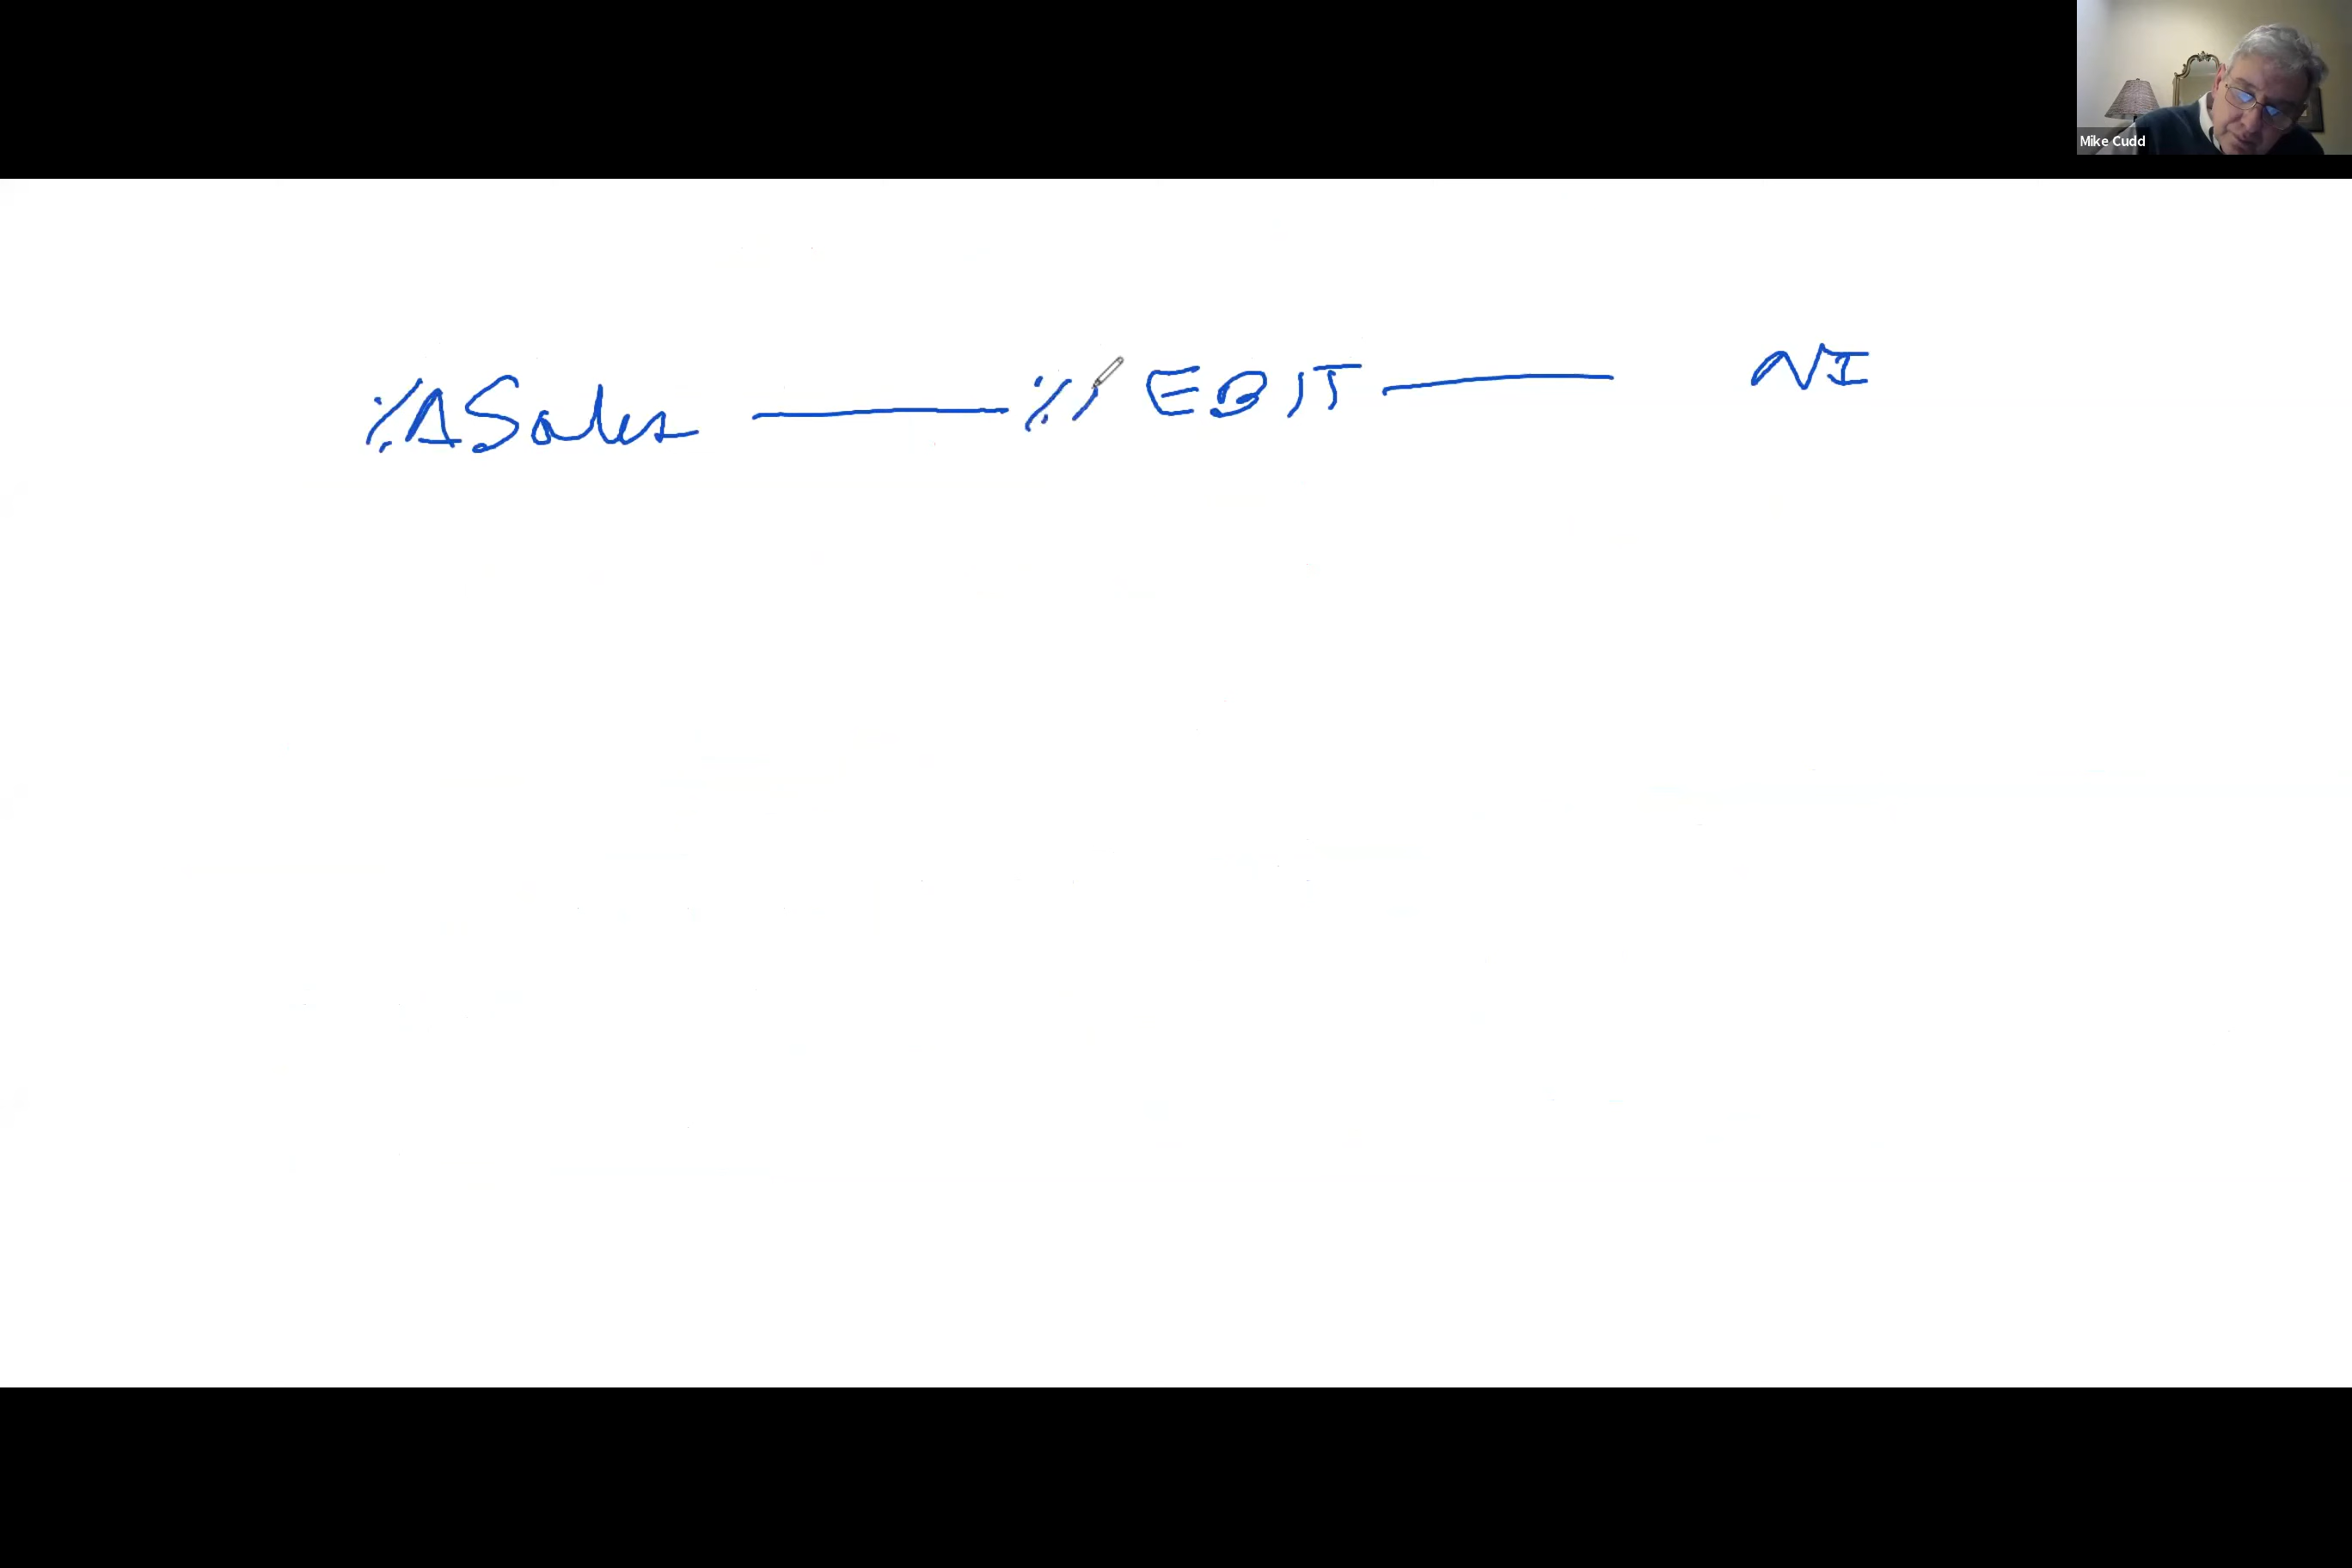 Mike Cudd
%ΔSales — % / EBIT — NI